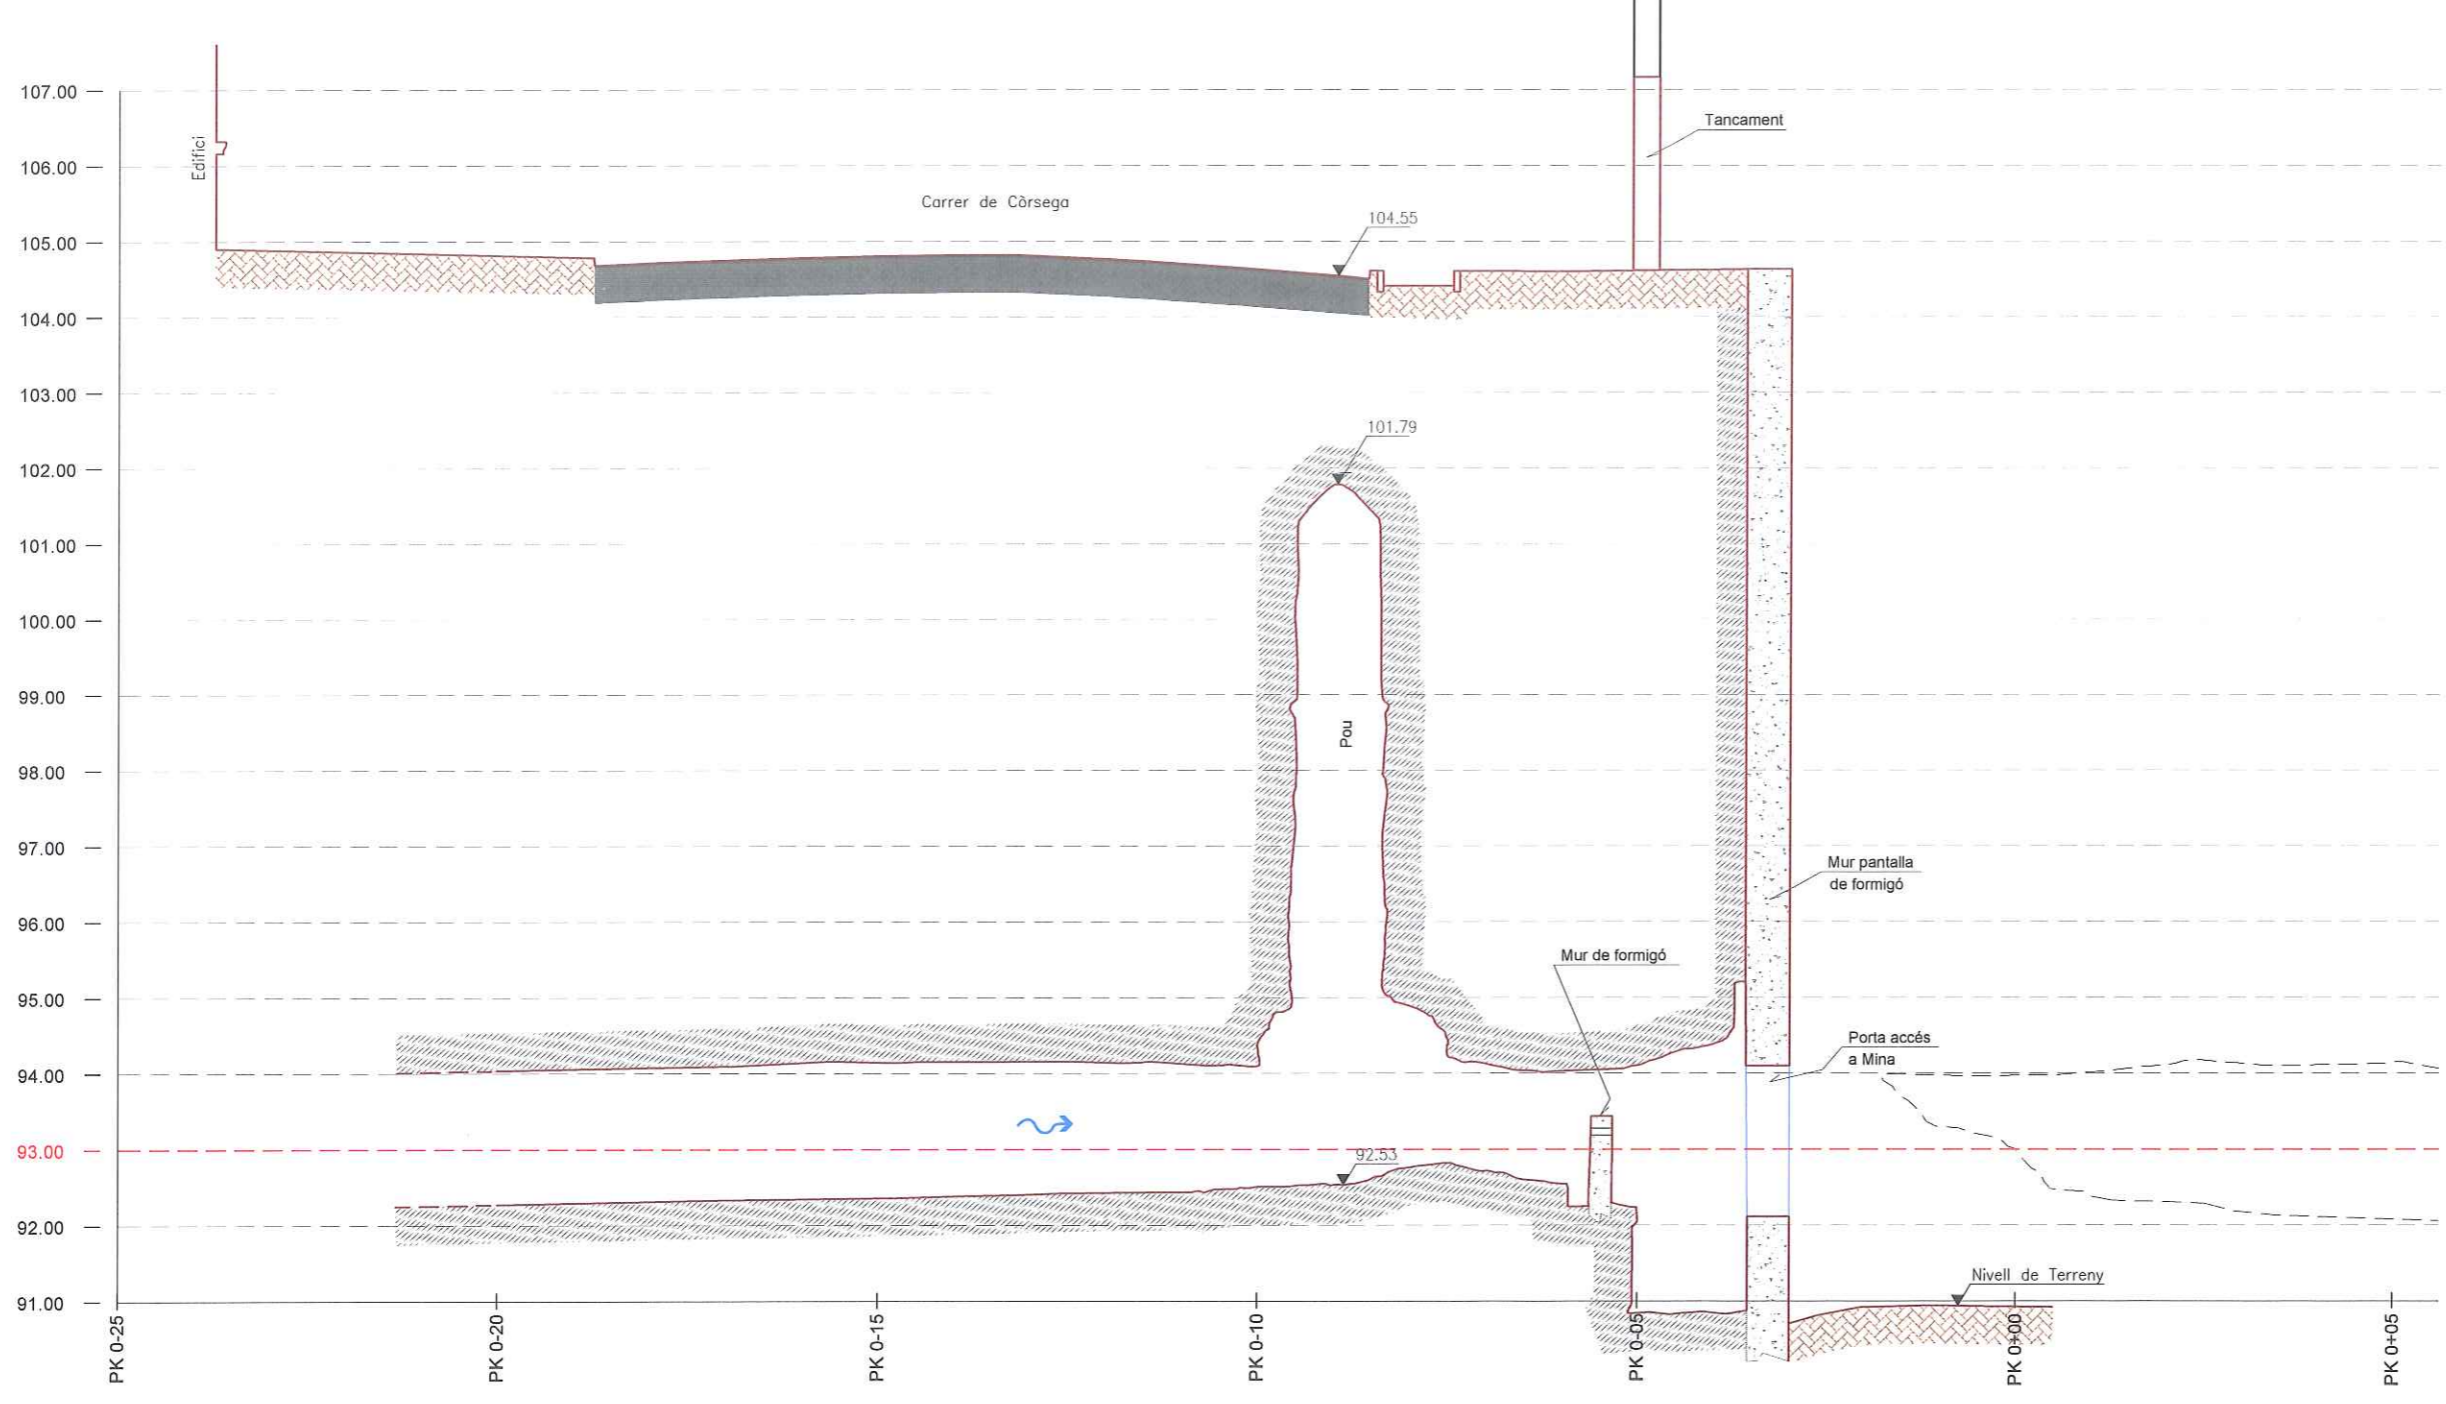 107.00
Tancament
106.00
Edifici
Carrer de Còrsega
104.55
105.00
104.00
103.00
101.79
102.00
101.00
100.00
99.00
Pou
98.00
97.00
Mur pantalla
de formigó
96.00
Mur de formigó
95.00
Porta accés
a Mina
94.00
93.00
92.53
92.00
Nivell de Terreny
91.00
PK 0-25
PK 0-20
PK 0-15
PK 0-10
PK 0-05
PK 0+00
PK 0+05